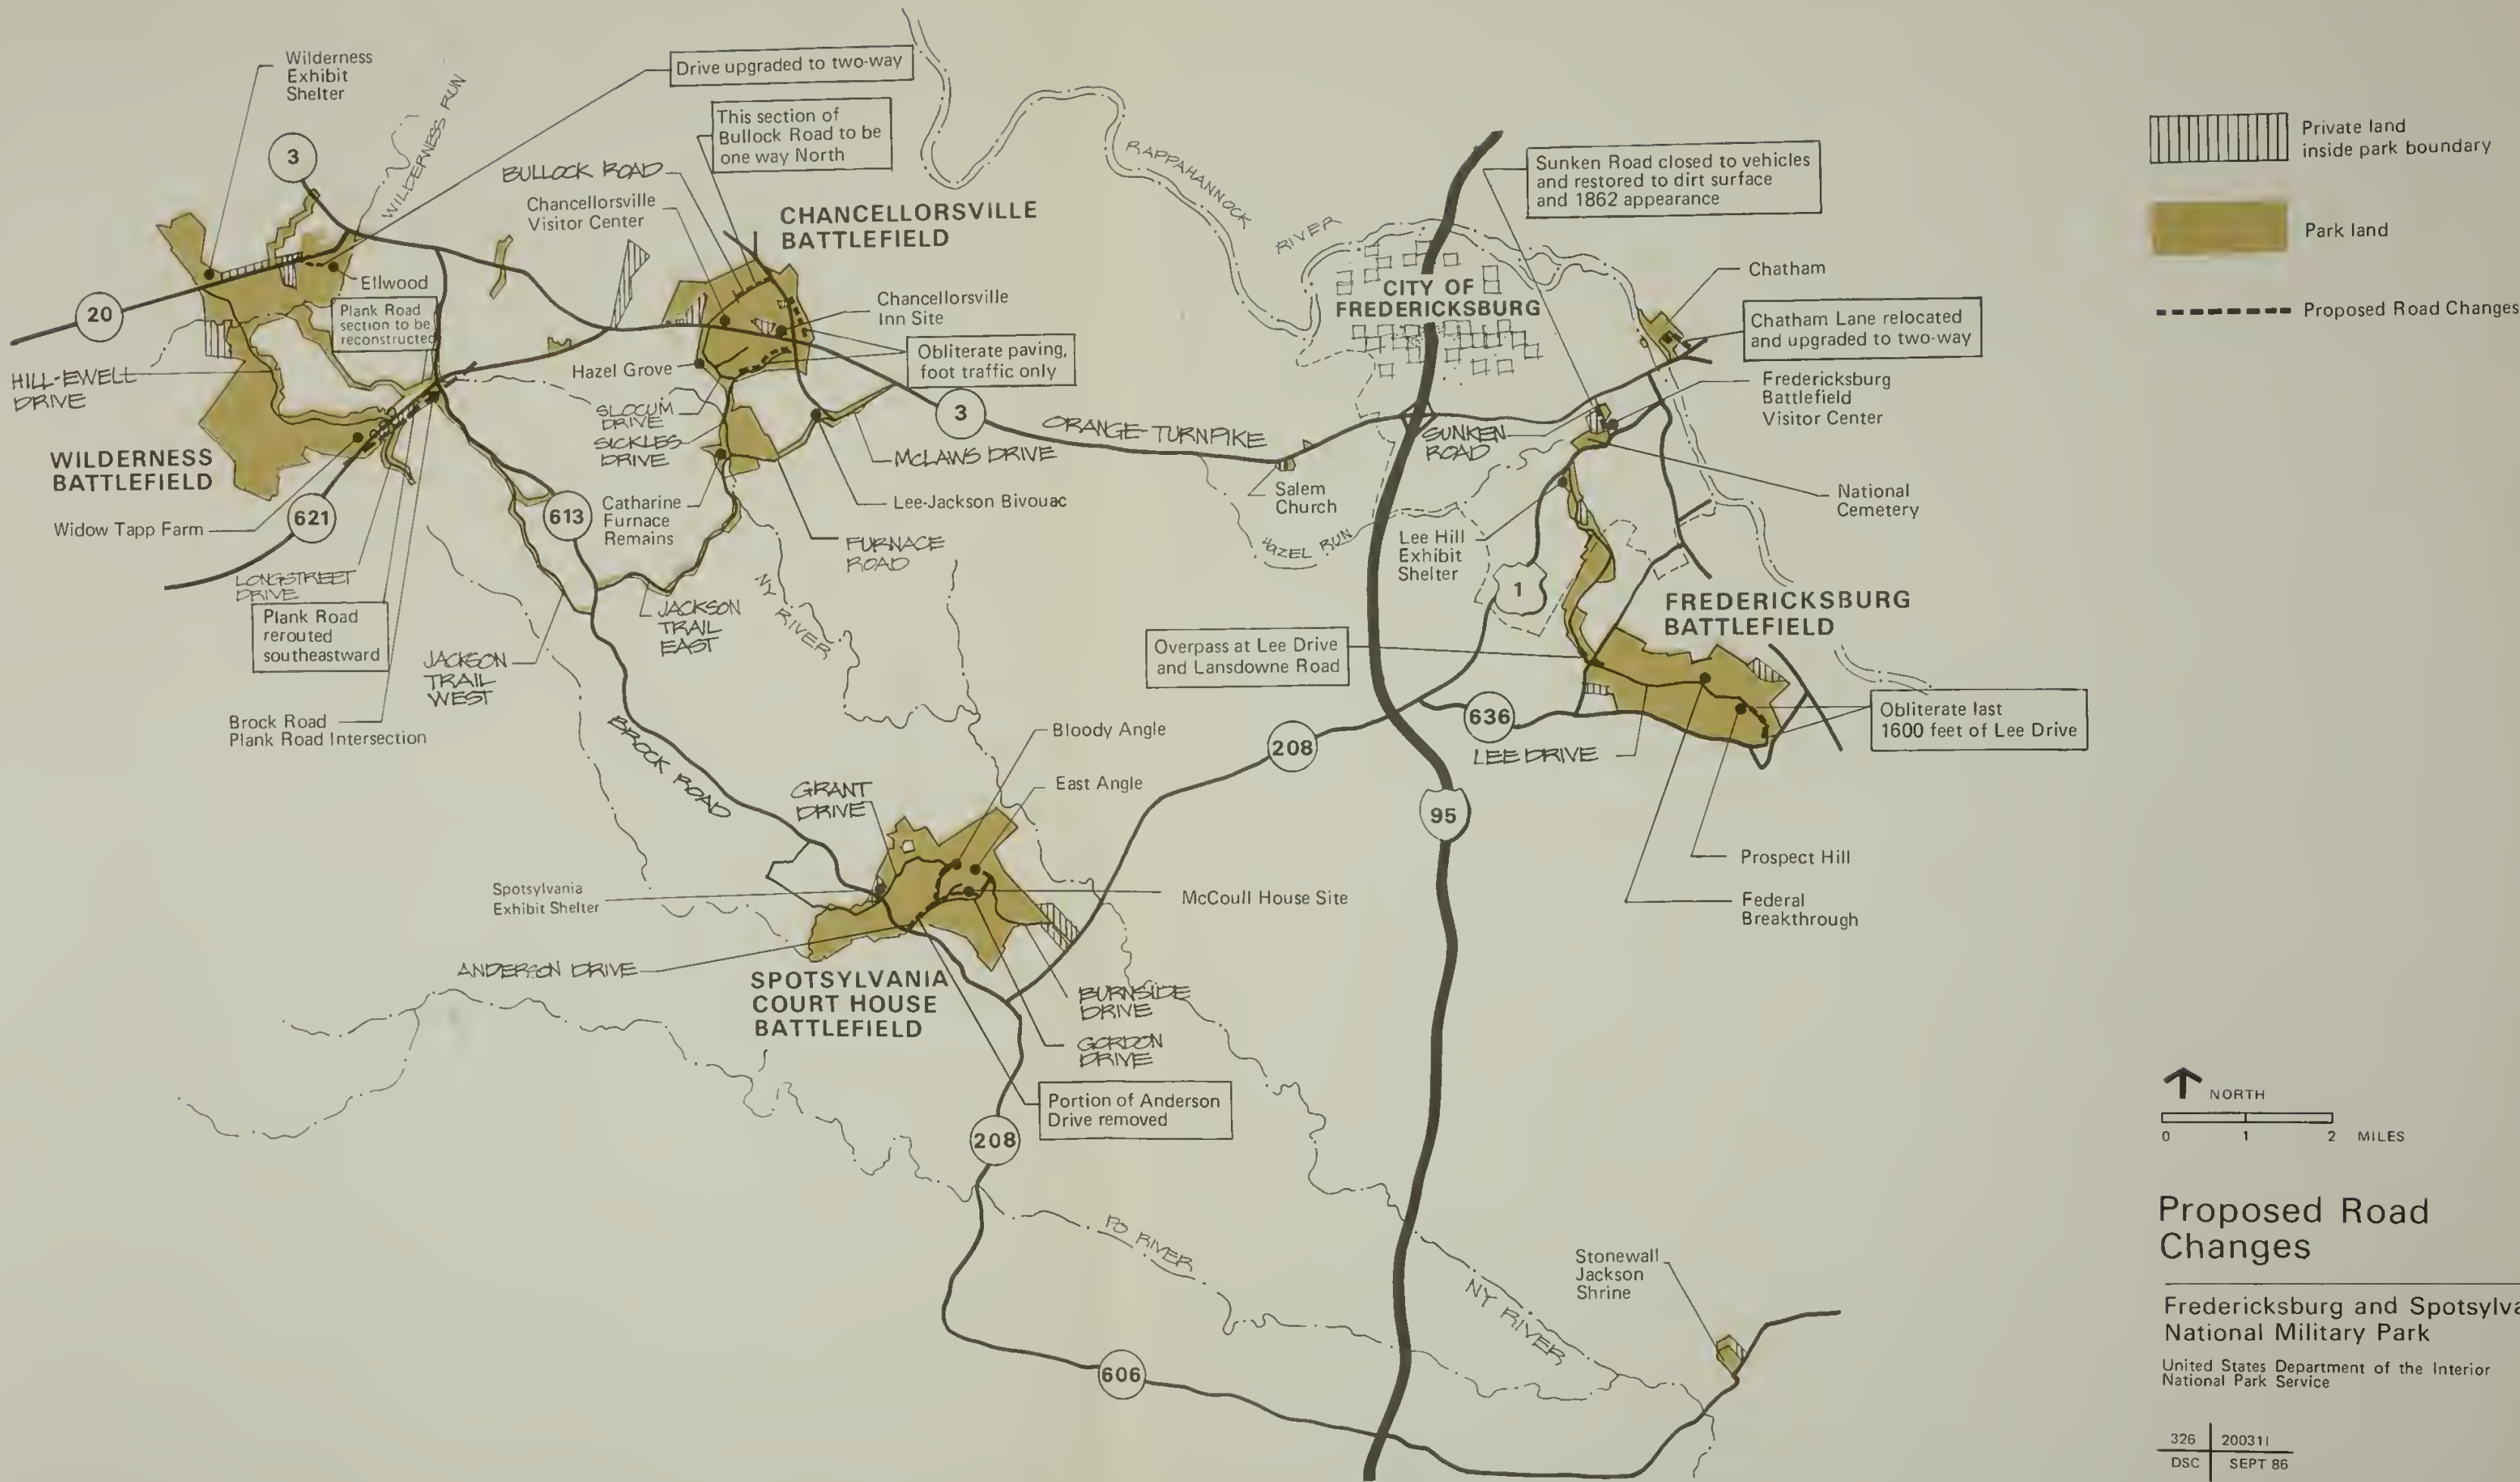 Wilderness
Exhibit
Shelter
WILDERNESS RUN
Drive upgraded to two-way
This section of
Bullock Road to be
one way North
BULLOCK ROAD
Chancellorsville
Visitor Center
CHANCELLORSVILLE
BATTLEFIELD
3
Ellwood
20
Plank Road
section to be
reconstructed
Chancellorsville
Inn Site
Obliterate paving,
foot traffic only
Hazel Grove
HILL-EWELL
DRIVE
SLOCUM
DRIVE
SICKLES
DRIVE
3
McLAWS DRIVE
WILDERNESS
BATTLEFIELD
Widow Tapp Farm
621
613
Catharine
Furnace
Remains
Lee-Jackson Bivouac
FURNACE
ROAD
LONGSTREET
DRIVE
Plank Road
rerouted
southeastward
JACKSON
TRAIL
EAST
JACKSON
TRAIL
WEST
NY RIVER
Brock Road
Plank Road Intersection
BROCK ROAD
RAPPAHANNOCK
RIVER
CITY OF
FREDERICKSBURG
Sunken Road closed to vehicles
and restored to dirt surface
and 1862 appearance
Chatham
Chatham Lane relocated
and upgraded to two-way
Fredericksburg
Battlefield
Visitor Center
ORANGE TURNPIKE
SUNKEN
ROAD
Salem
Church
HAZEL RUN
National
Cemetery
Lee Hill
Exhibit
Shelter
1
FREDERICKSBURG
BATTLEFIELD
Overpass at Lee Drive
and Lansdowne Road
636
208
LEE DRIVE
Obliterate last
1600 feet of Lee Drive
95
Prospect Hill
Federal
Breakthrough
Bloody Angle
East Angle
GRANT
DRIVE
Spotsylvania
Exhibit Shelter
McCoull House Site
ANDERSON DRIVE
SPOTSYLVANIA
COURT HOUSE
BATTLEFIELD
BURNSIDE
DRIVE
GORDON
DRIVE
Portion of Anderson
Drive removed
208
PO RIVER
NY RIVER
Stonewall
Jackson
Shrine
606
Private land
inside park boundary
Park land
Proposed Road Changes
NORTH
0 1 2 MILES
Proposed Road
Changes
Fredericksburg and Spotsylva
National Military Park
United States Department of the Interior
National Park Service
326 20031I
DSC SEPT 86